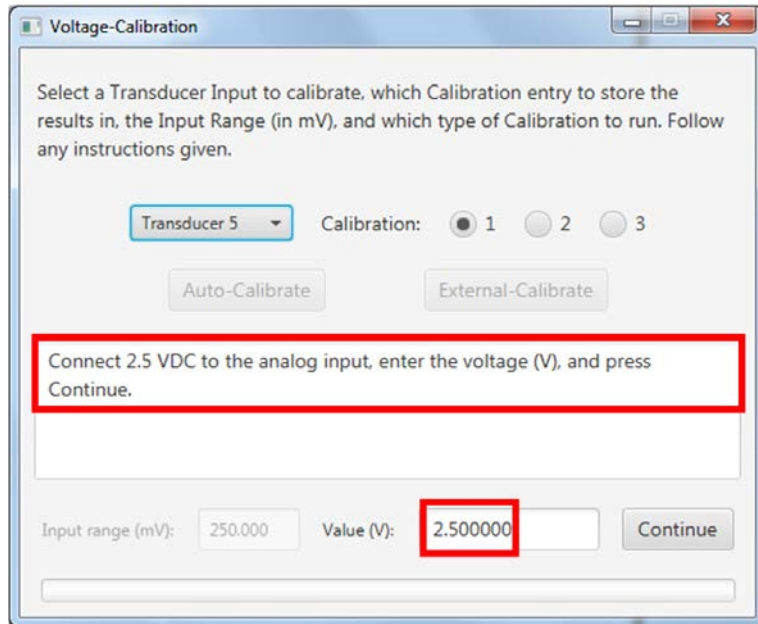 Voltage-Calibration
Select a Transducer Input to calibrate, which Calibration entry to store the
results in, the Input Range (in mV), and which type of Calibration to run. Follow
any instructions given.
Transducer 5 Calibration: 1 2 3
Auto-Calibrate External-Calibrate
Connect 2.5 VDC to the analog input, enter the voltage (V), and press
Continue.
Input range (mV): 250.000 Value (V): 2.500000 Continue